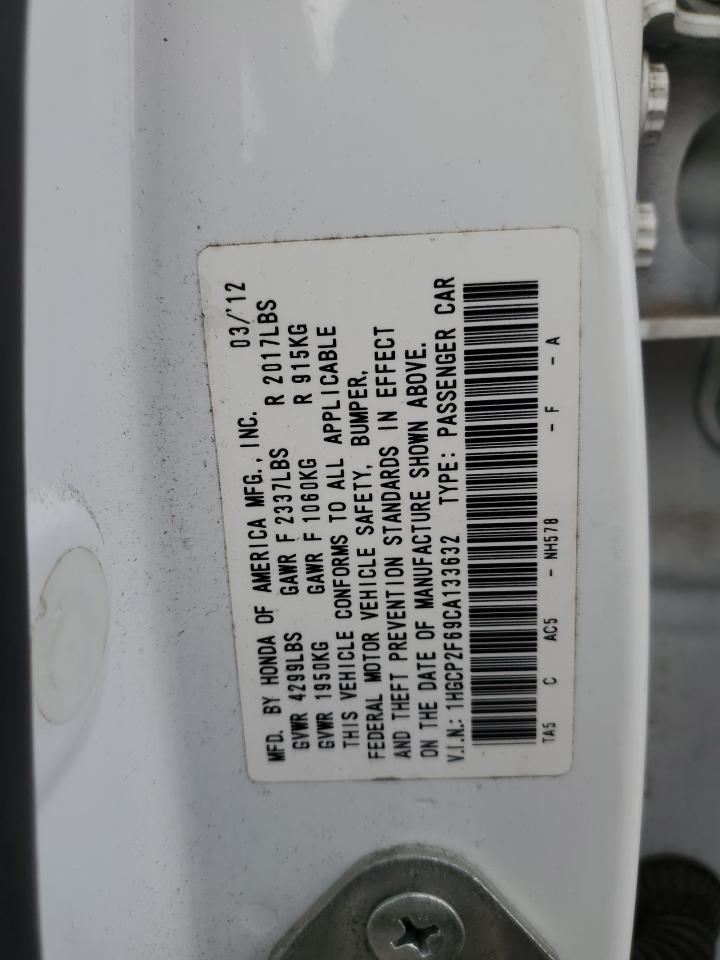 MFD. BY HONDA OF AMERICA MFG., INC. 03/'12
GVWR 4299LBS GAWR F 2337LBS R 2017LBS
GVWR 1950KG GAWR F 1060KG R 915KG
THIS VEHICLE CONFORMS TO ALL APPLICABLE
FEDERAL MOTOR VEHICLE SAFETY, BUMPER,
AND THEFT PREVENTION STANDARDS IN EFFECT
ON THE DATE OF MANUFACTURE SHOWN ABOVE.
V.I.N.: 1HGCP2F69CA133632 TYPE: PASSENGER CAR
TA5 C AC5 - NH578 - F - A